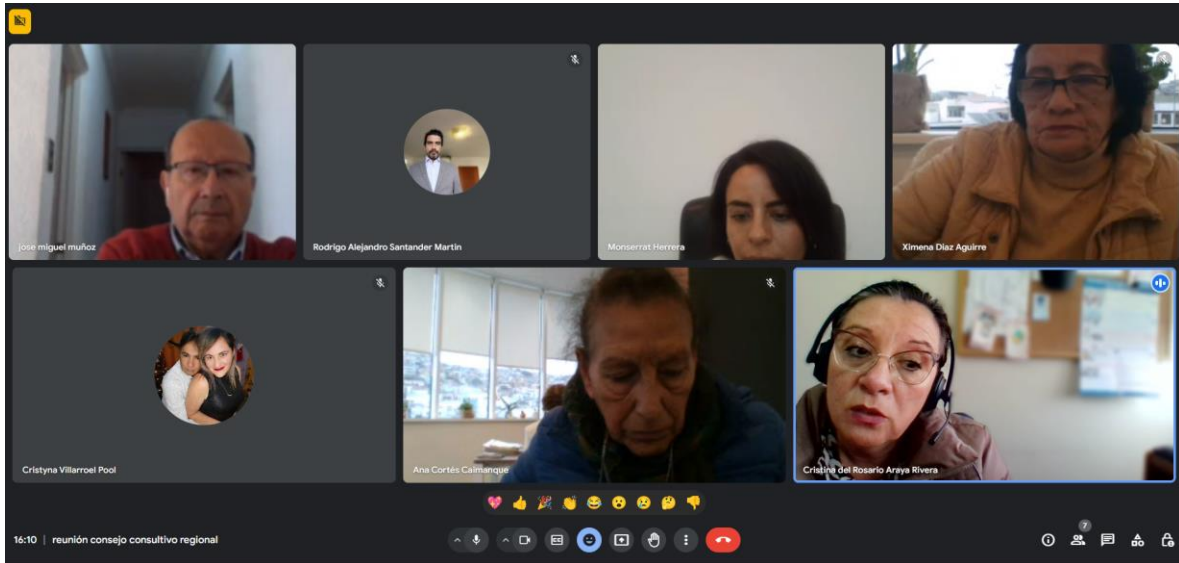 jose miguel muñoz
Rodrigo Alejandro Santander Martin
Monserrat Herrera
Ximena Diaz Aguirre
Cristyna Villarroel Pool
Ana Cortés Caimanque
Cristina del Rosario Araya Rivera
16:10 | reunión consejo consultivo regional
CC
7